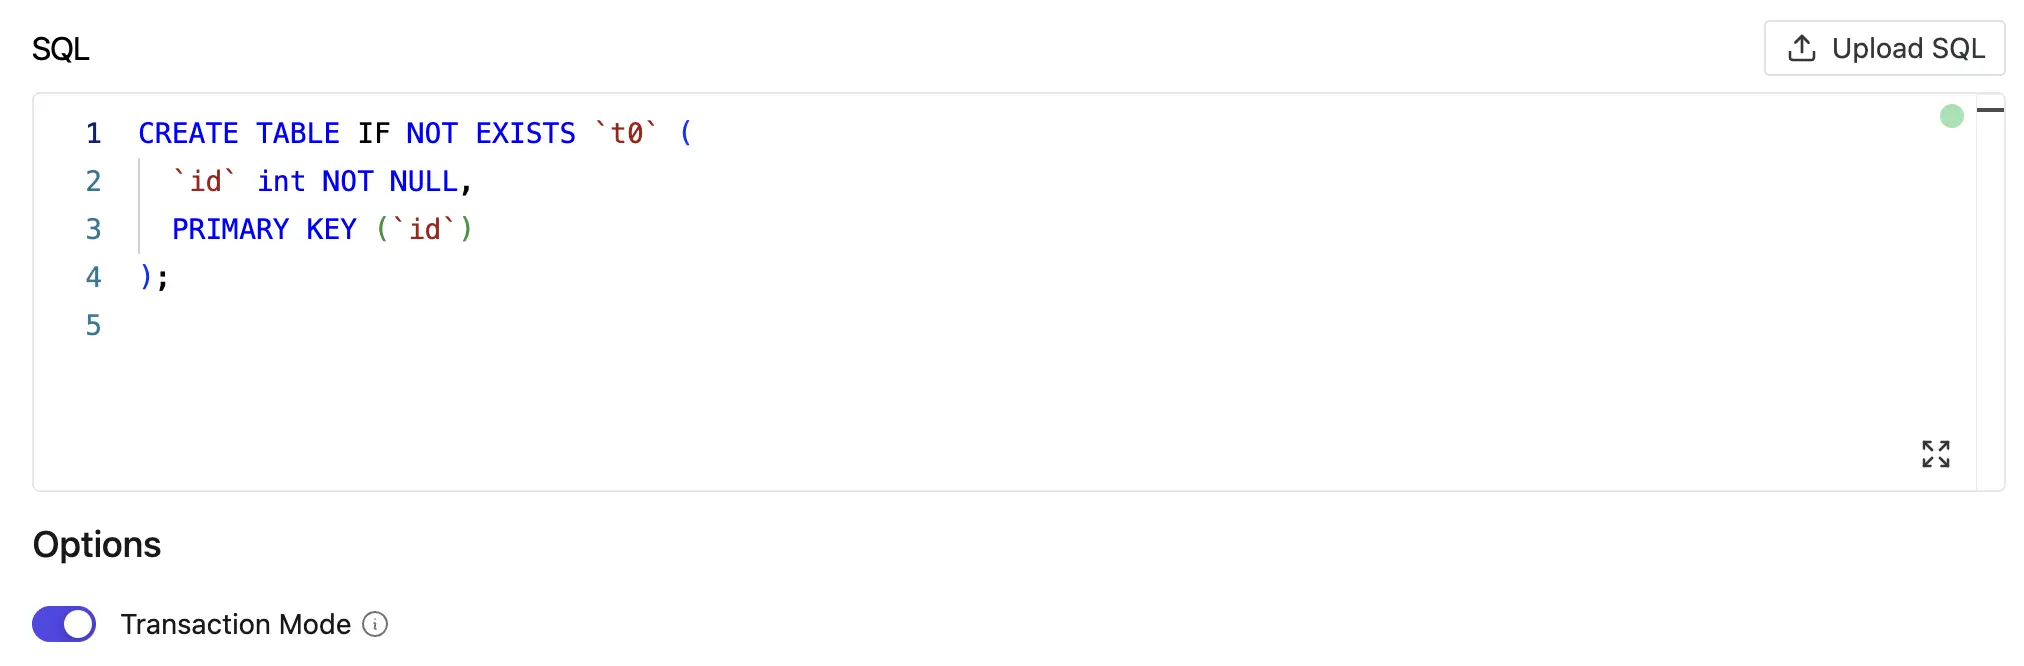 SQL
Upload SQL
1 CREATE TABLE IF NOT EXISTS `t0` (
2 `id` int NOT NULL,
3 PRIMARY KEY (`id`)
4 );
5
Options
Transaction Mode